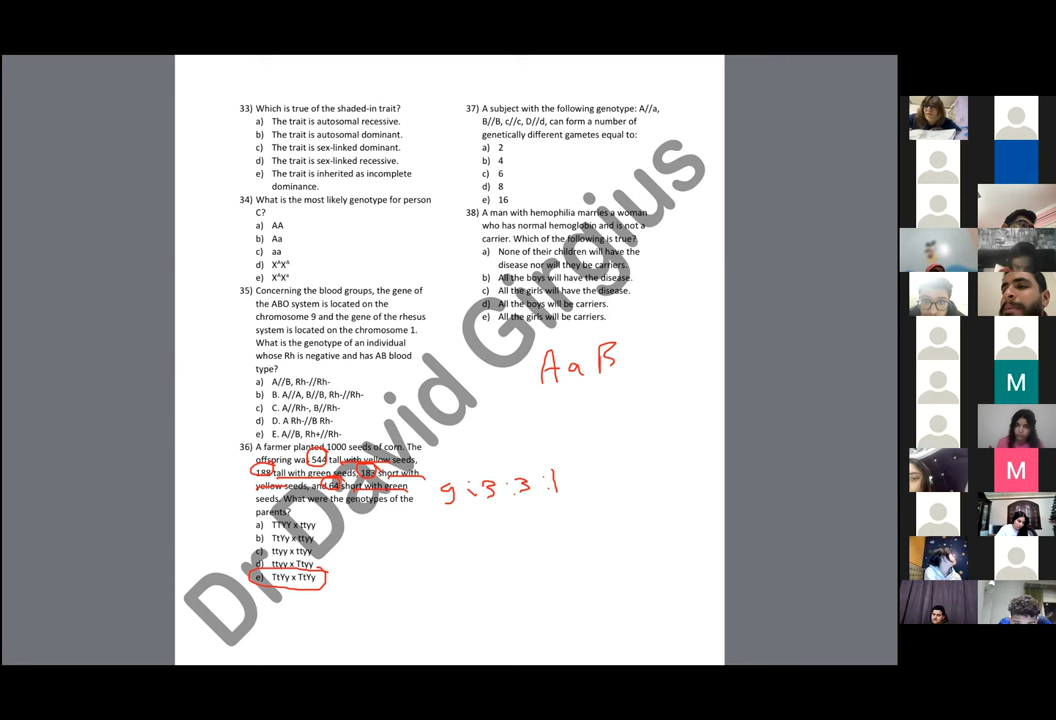 33) Which is true of the shaded-in trait?
a) The trait is autosomal recessive.
b) The trait is autosomal dominant.
c) The trait is sex-linked dominant.
d) The trait is sex-linked recessive.
e) The trait is inherited as incomplete
dominance.
34) What is the most likely genotype for person
C?
a) AA
b) Aa
c) aa
d) XᴬXᴬ
e) XᴬXᵃ
35) Concerning the blood groups, the gene of
the ABO system is located on the
chromosome 9 and the gene of the rhesus
system is located on the chromosome 1.
What is the genotype of an individual
whose Rh is negative and has AB blood
type?
a) A//B, Rh-//Rh-
b) B. A//A, B//B, Rh-//Rh-
c) C. A//Rh-, B//Rh-
d) D. A Rh-//B Rh-
e) E. A//B, Rh+//Rh-
36) A farmer planted 1000 seeds of corn. The
offspring was 544 tall with yellow seeds,
188 tall with green seeds, 183 short with
yellow seeds, and 64 short with green
seeds. What were the genotypes of the
parents?
a) TTYY x ttyy
b) TtYy x ttyy
c) ttyy x ttyy
d) ttyy x Ttyy
e) TtYy x TtYy
37) A subject with the following genotype: A//a,
B//B, c//c, D//d, can form a number of
genetically different gametes equal to:
a) 2
b) 4
c) 6
d) 8
e) 16
38) A man with hemophilia marries a woman
who has normal hemoglobin and is not a
carrier. Which of the following is true?
a) None of their children will have the
disease nor will they be carriers.
b) All the boys will have the disease.
c) All the girls will have the disease.
d) All the boys will be carriers.
e) All the girls will be carriers.
A a B
9 : 3 : 3 : 1
Dr David Girgius
M
M